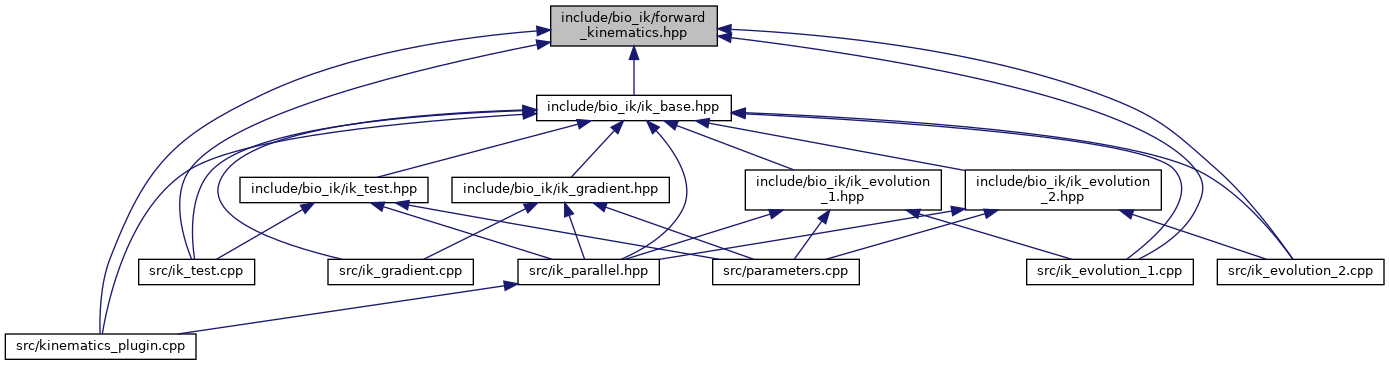 include/bio_ik/forward
_kinematics.hpp
include/bio_ik/ik_base.hpp
include/bio_ik/ik_test.hpp
include/bio_ik/ik_gradient.hpp
include/bio_ik/ik_evolution
_1.hpp
include/bio_ik/ik_evolution
_2.hpp
src/ik_test.cpp
src/ik_gradient.cpp
src/ik_parallel.hpp
src/parameters.cpp
src/ik_evolution_1.cpp
src/ik_evolution_2.cpp
src/kinematics_plugin.cpp